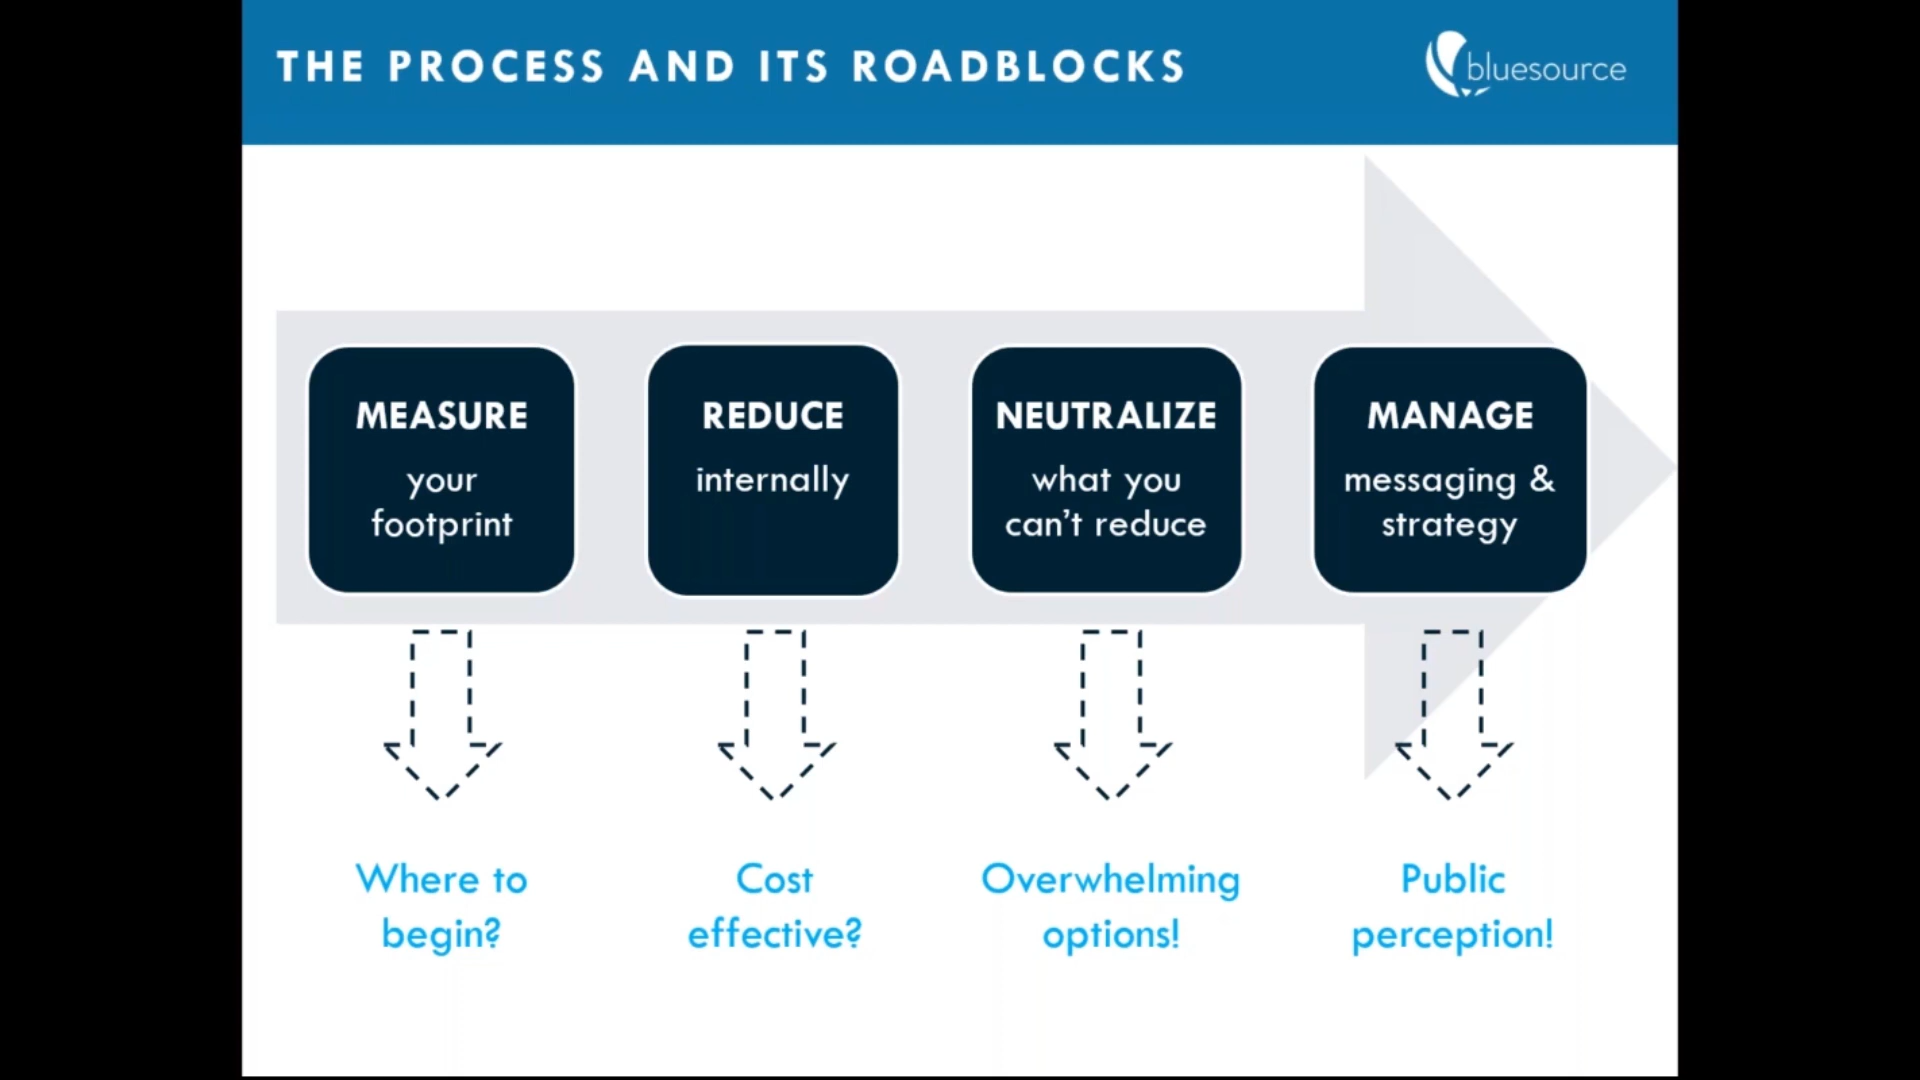 THE PROCESS AND ITS ROADBLOCKS
bluesource
MEASURE
your
footprint
REDUCE
internally
NEUTRALIZE
what you
can't reduce
MANAGE
messaging &
strategy
Where to
begin?
Cost
effective?
Overwhelming
options!
Public
perception!